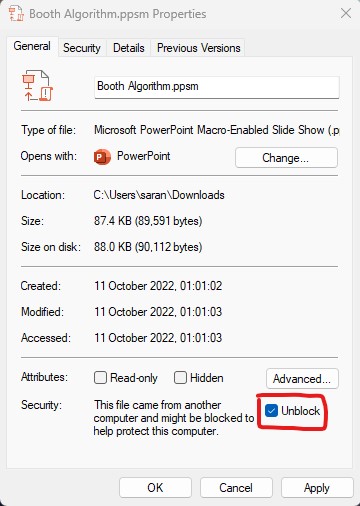 Booth Algorithm.ppsm Properties
General Security Details Previous Versions
Booth Algorithm.ppsm
Type of file: Microsoft PowerPoint Macro-Enabled Slide Show (.p
Opens with: PowerPoint Change...
Location: C:\Users\saran\Downloads
Size: 87.4 KB (89,591 bytes)
Size on disk: 88.0 KB (90,112 bytes)
Created: 11 October 2022, 01:01:02
Modified: 11 October 2022, 01:01:03
Accessed: 11 October 2022, 01:01:03
Attributes: Read-only Hidden Advanced...
Security: This file came from another
computer and might be blocked to
help protect this computer.
Unblock
OK Cancel Apply